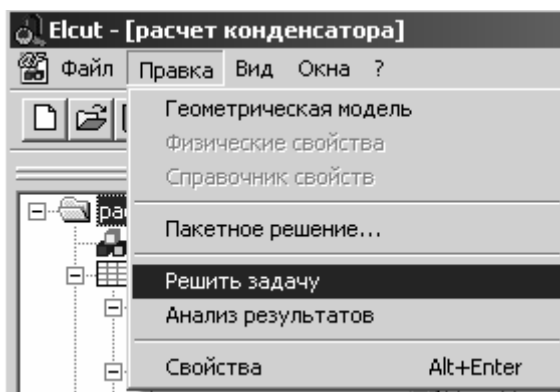 Elcut - [расчет конденсатора]
Файл Правка Вид Окна ?
Геометрическая модель
Физические свойства
Справочник свойств
Пакетное решение...
Решить задачу
Анализ результатов
Свойства Alt+Enter